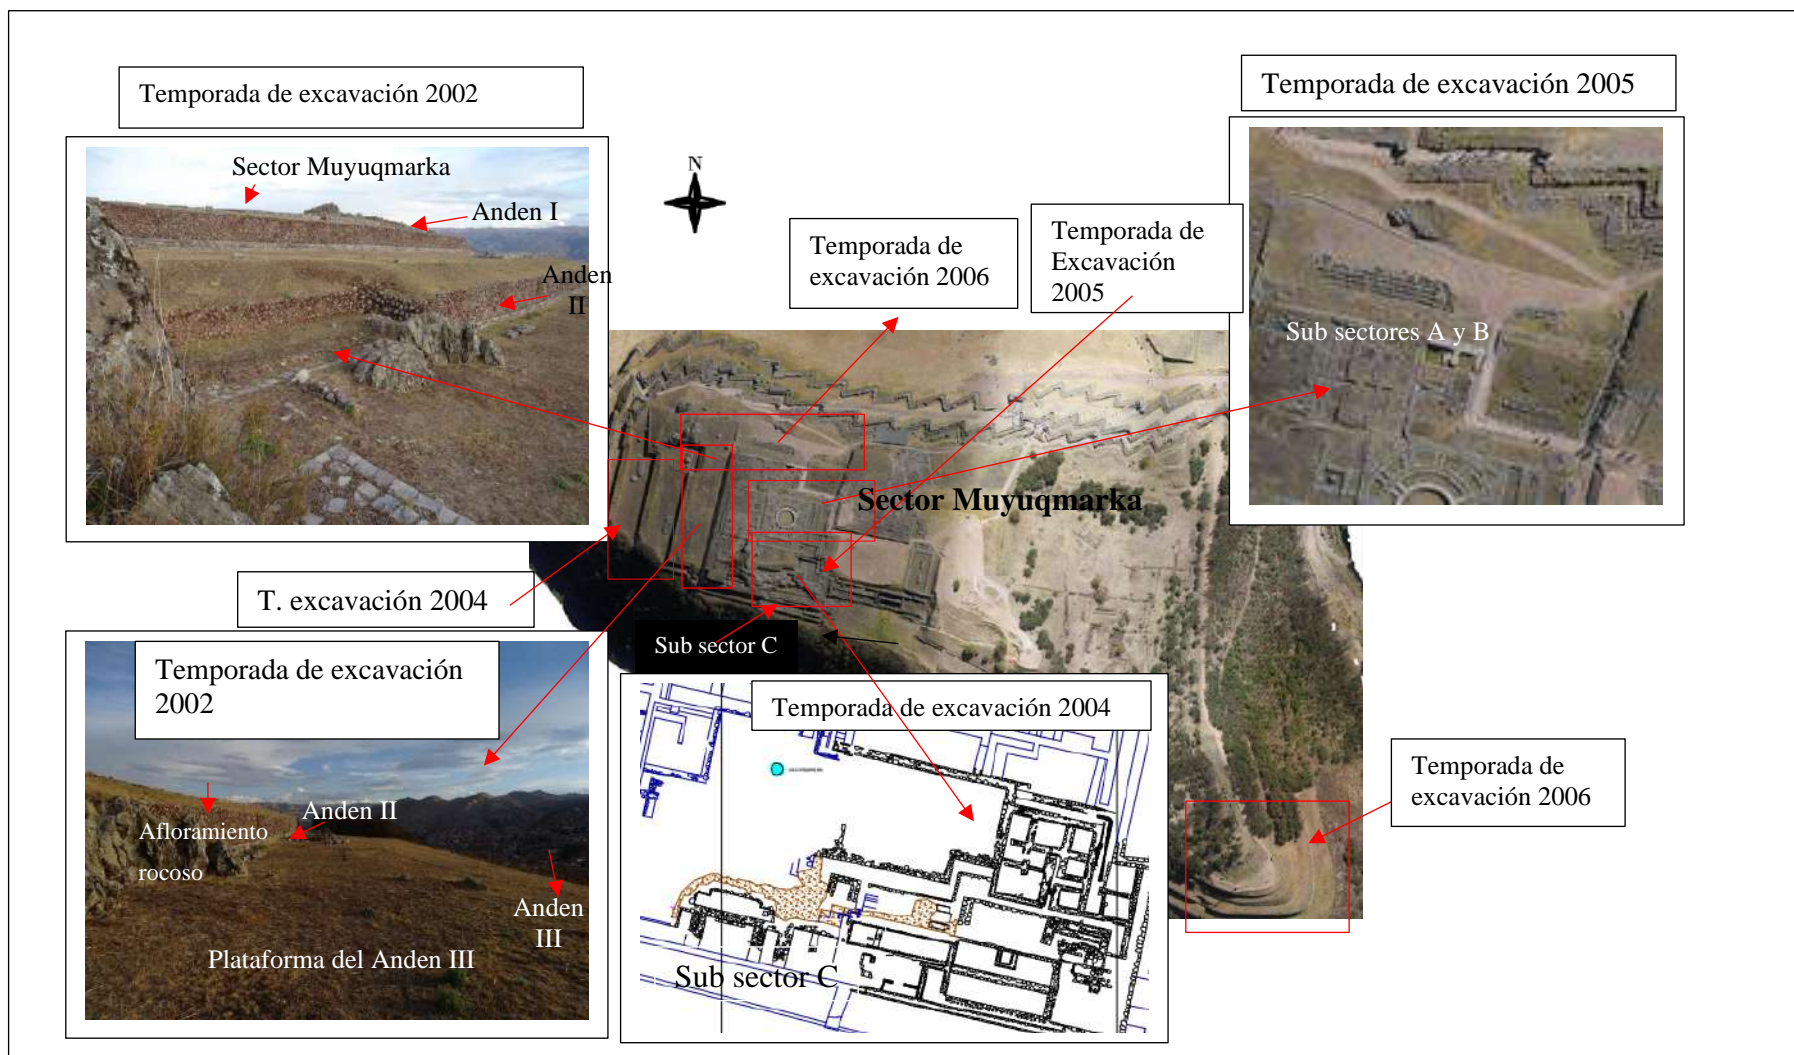 Temporada de excavación 2002
Sector Muyuqmarka
Anden I
Anden
II
N
Temporada de
excavación 2006
Temporada de
Excavación
2005
Temporada de excavación 2005
Sub sectores A y B
Sector Muyuqmarka
T. excavación 2004
Sub sector C
Temporada de excavación
2002
Anden II
Afloramiento
rocoso
Anden
III
Plataforma del Anden III
Temporada de excavación 2004
Sub sector C
Temporada de
excavación 2006